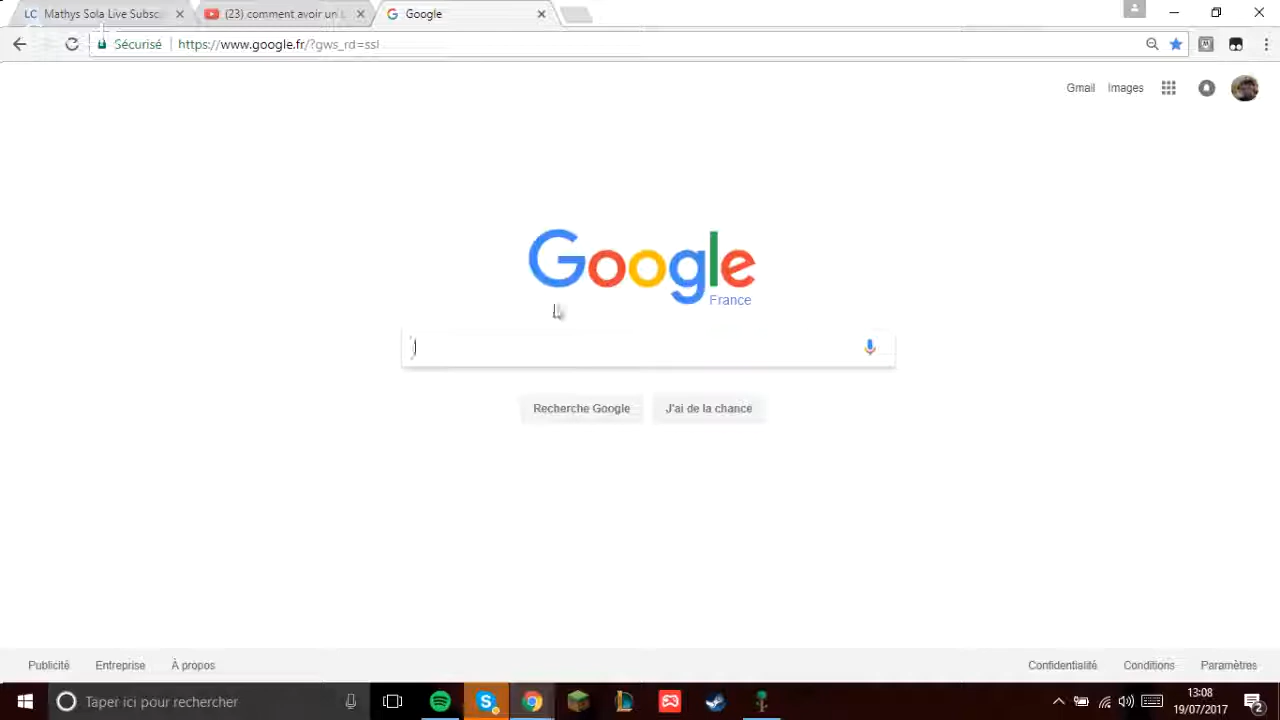 LC Mathys Sola Live Subsc
(23) comment avoir un
Google
Sécurisé
https://www.google.fr/?gws_rd=ssl
Gmail
Images
Google
France
Recherche Google
J'ai de la chance
Publicité
Entreprise
À propos
Confidentialité
Conditions
Paramètres
Taper ici pour rechercher
13:08
19/07/2017
2